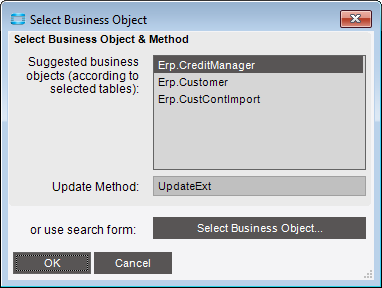 Select Business Object
Select Business Object & Method
Suggested business
objects (according to
selected tables):
Erp.CreditManager
Erp.Customer
Erp.CustContImport
Update Method:
UpdateExt
or use search form:
Select Business Object...
OK
Cancel